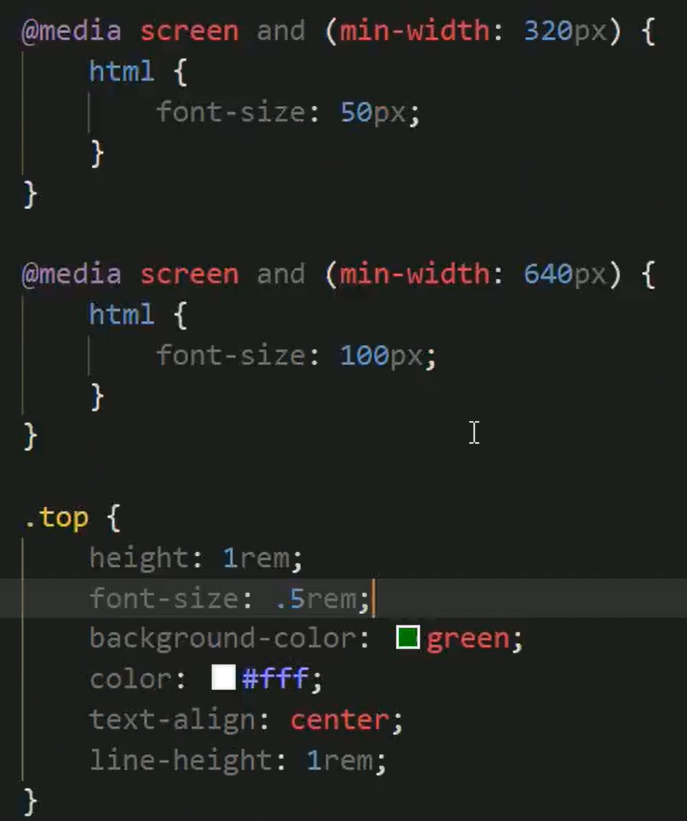 @media screen and (min-width: 320px) {
    html {
        font-size: 50px;
    }
}

@media screen and (min-width: 640px) {
    html {
        font-size: 100px;
    }
}

.top {
    height: 1rem;
    font-size: .5rem;
    background-color: green;
    color: #fff;
    text-align: center;
    line-height: 1rem;
}